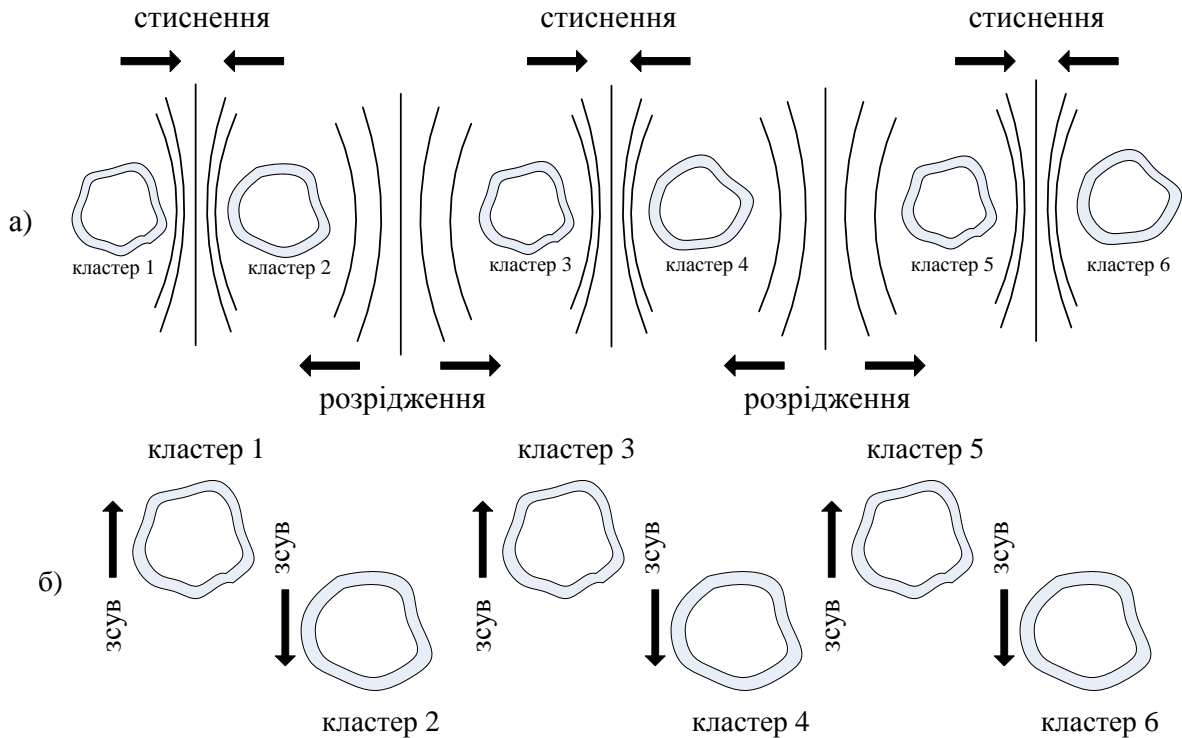 стиснення стиснення стиснення
а)
кластер 1 кластер 2 кластер 3 кластер 4 кластер 5 кластер 6
розрідження розрідження
кластер 1 кластер 3 кластер 5
б)
зсув зсув зсув зсув зсув зсув
кластер 2 кластер 4 кластер 6